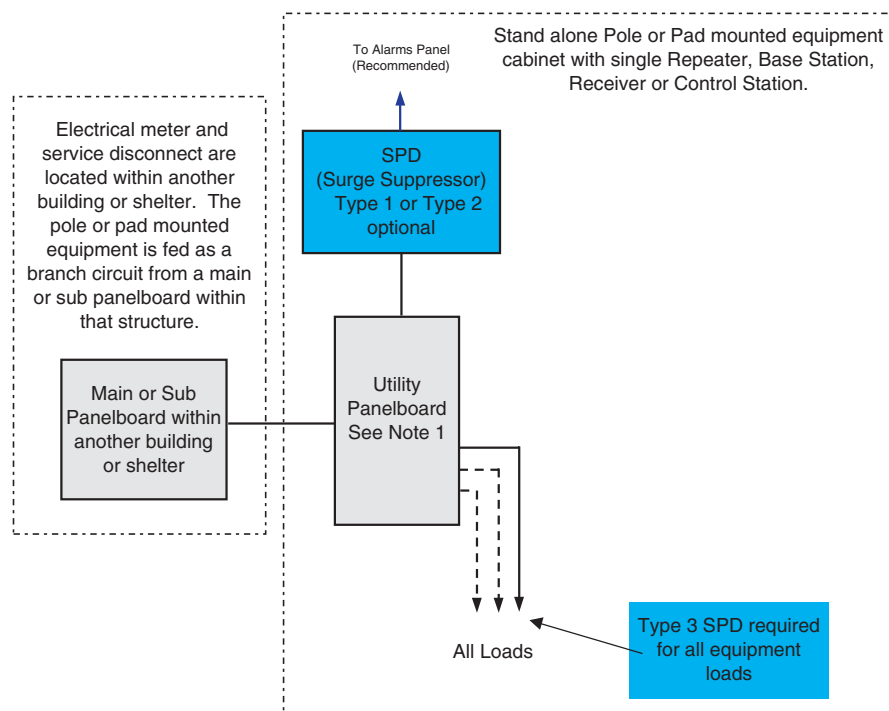 To Alarms Panel
(Recommended)
Stand alone Pole or Pad mounted equipment
cabinet with single Repeater, Base Station,
Receiver or Control Station.
Electrical meter and
service disconnect are
located within another
building or shelter. The
pole or pad mounted
equipment is fed as a
branch circuit from a main
or sub panelboard within
that structure.
SPD
(Surge Suppressor)
Type 1 or Type 2
optional
Main or Sub
Panelboard within
another building
or shelter
Utility
Panelboard
See Note 1
All Loads
Type 3 SPD required
for all equipment
loads